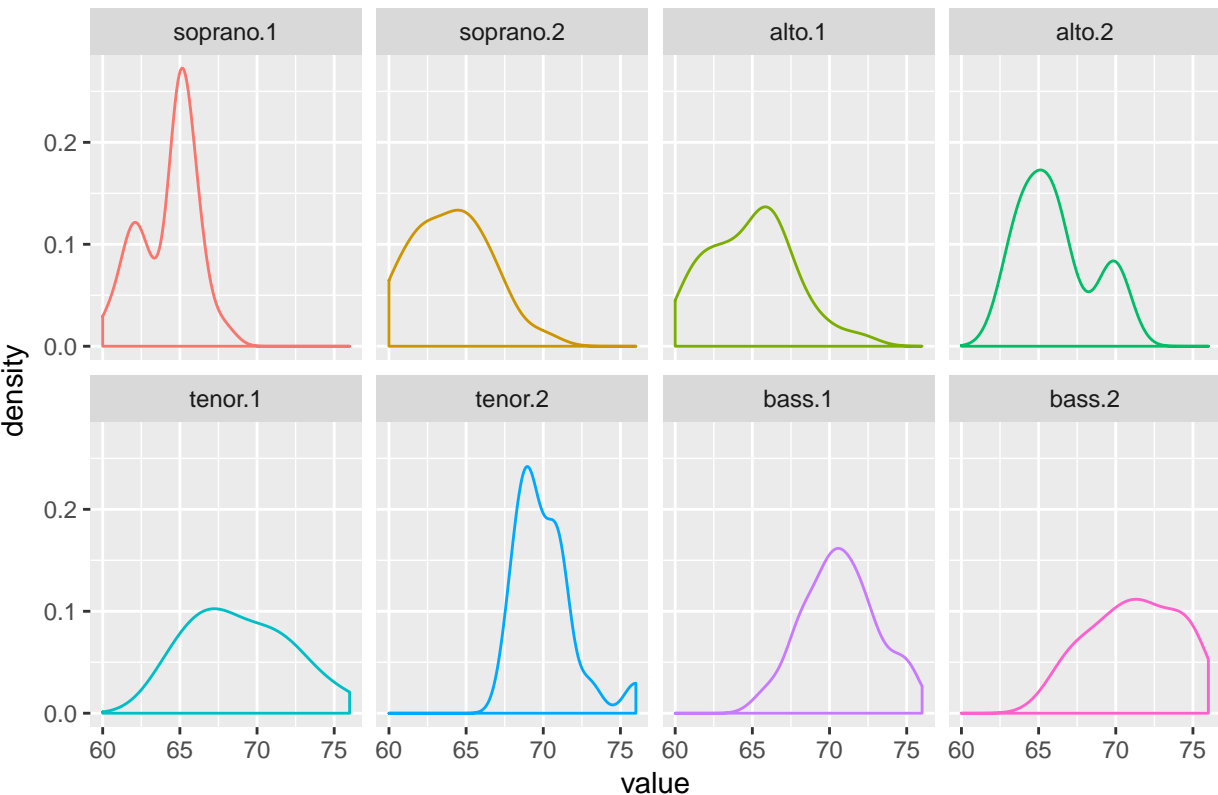 soprano.1 soprano.2 alto.1 alto.2
0.2
0.1
0.0
density
tenor.1 tenor.2 bass.1 bass.2
0.2
0.1
0.0
60 65 70 75 60 65 70 75 60 65 70 75 60 65 70 75
value